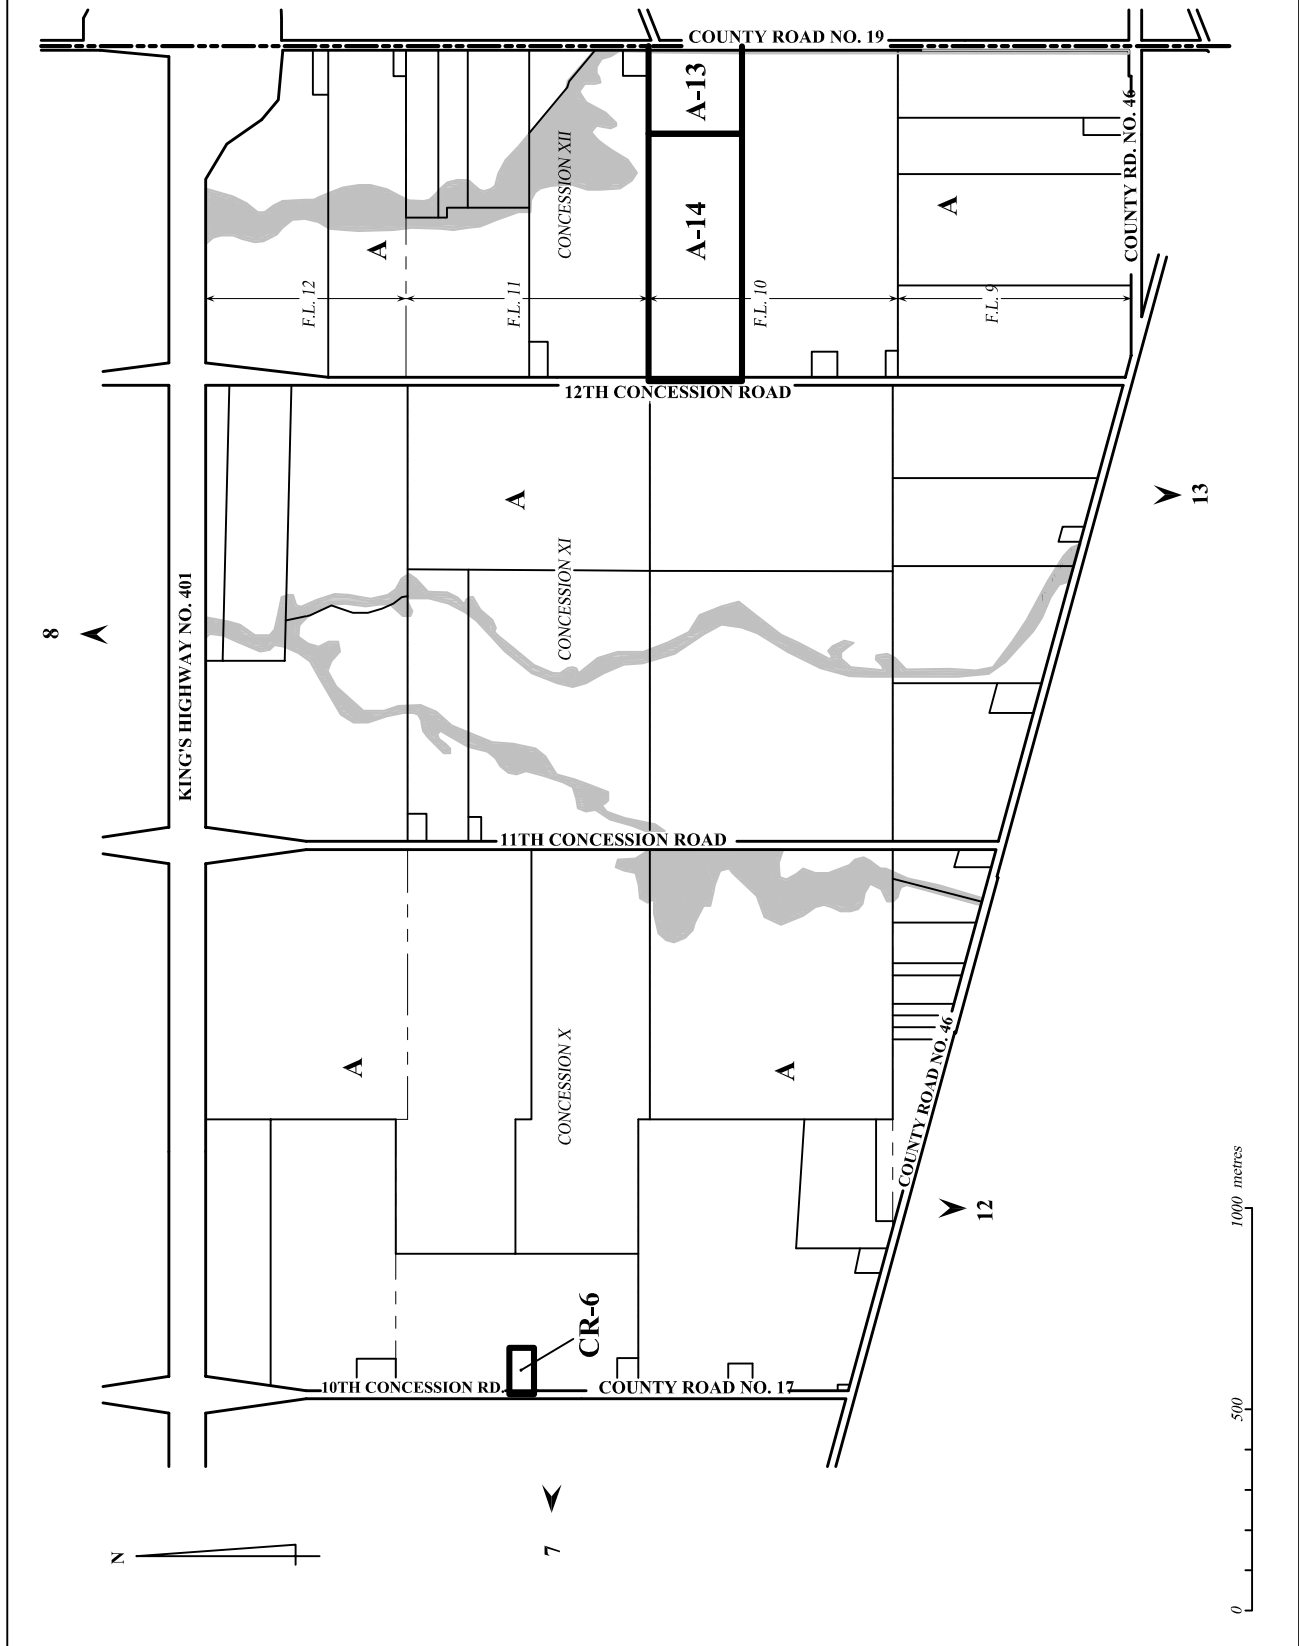 COUNTY ROAD NO. 19
A-13
COUNTY RD. NO. 46
CONCESSION XII
A-14
A
A
F.L. 12
F.L. 11
F.L. 10
F.L. 9
12TH CONCESSION ROAD
A
13
CONCESSION XI
8
KING'S HIGHWAY NO. 401
11TH CONCESSION ROAD
A
CONCESSION X
A
COUNTY ROAD NO. 46
12
CR-6
10TH CONCESSION RD.
COUNTY ROAD NO. 17
7
N
0
500
1000 metres